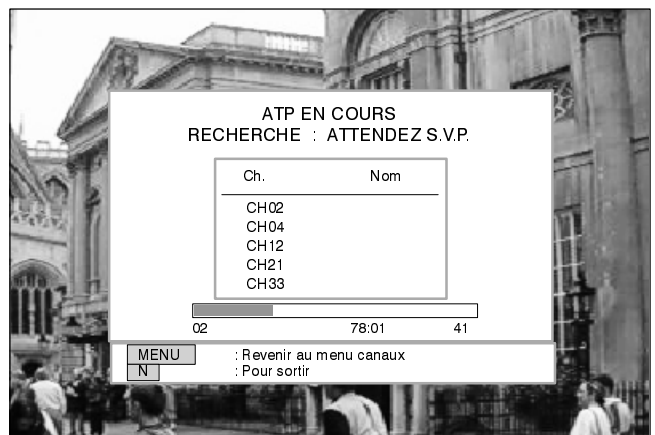 ATP EN COURS
RECHERCHE : ATTENDEZ S.V.P.
Ch. Nom
CH02
CH04
CH12
CH21
CH33
02 78:01 41
MENU : Revenir au menu canaux
N : Pour sortir